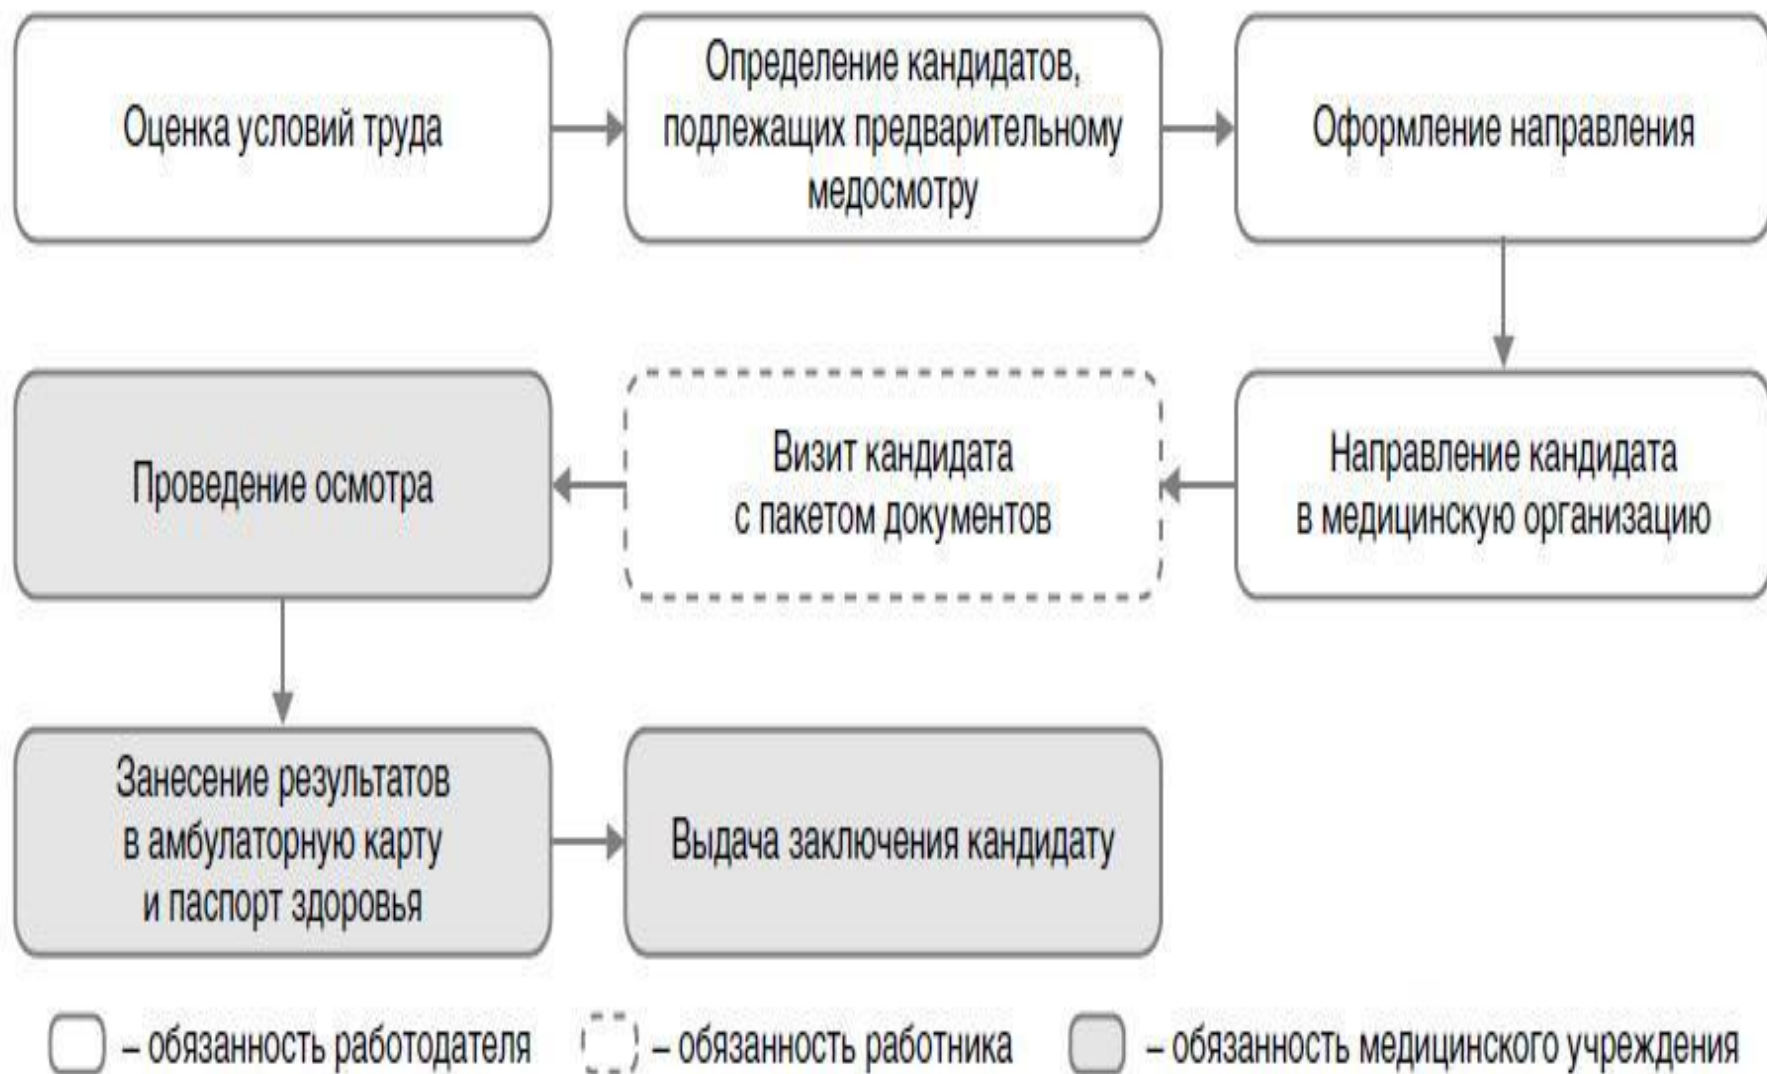 Оценка условий труда
Определение кандидатов,
подлежащих предварительному
медосмотру
Оформление направления
Направление кандидата
в медицинскую организацию
Визит кандидата
с пакетом документов
Проведение осмотра
Занесение результатов
в амбулаторную карту
и паспорт здоровья
Выдача заключения кандидату
– обязанность работодателя
– обязанность работника
– обязанность медицинского учреждения